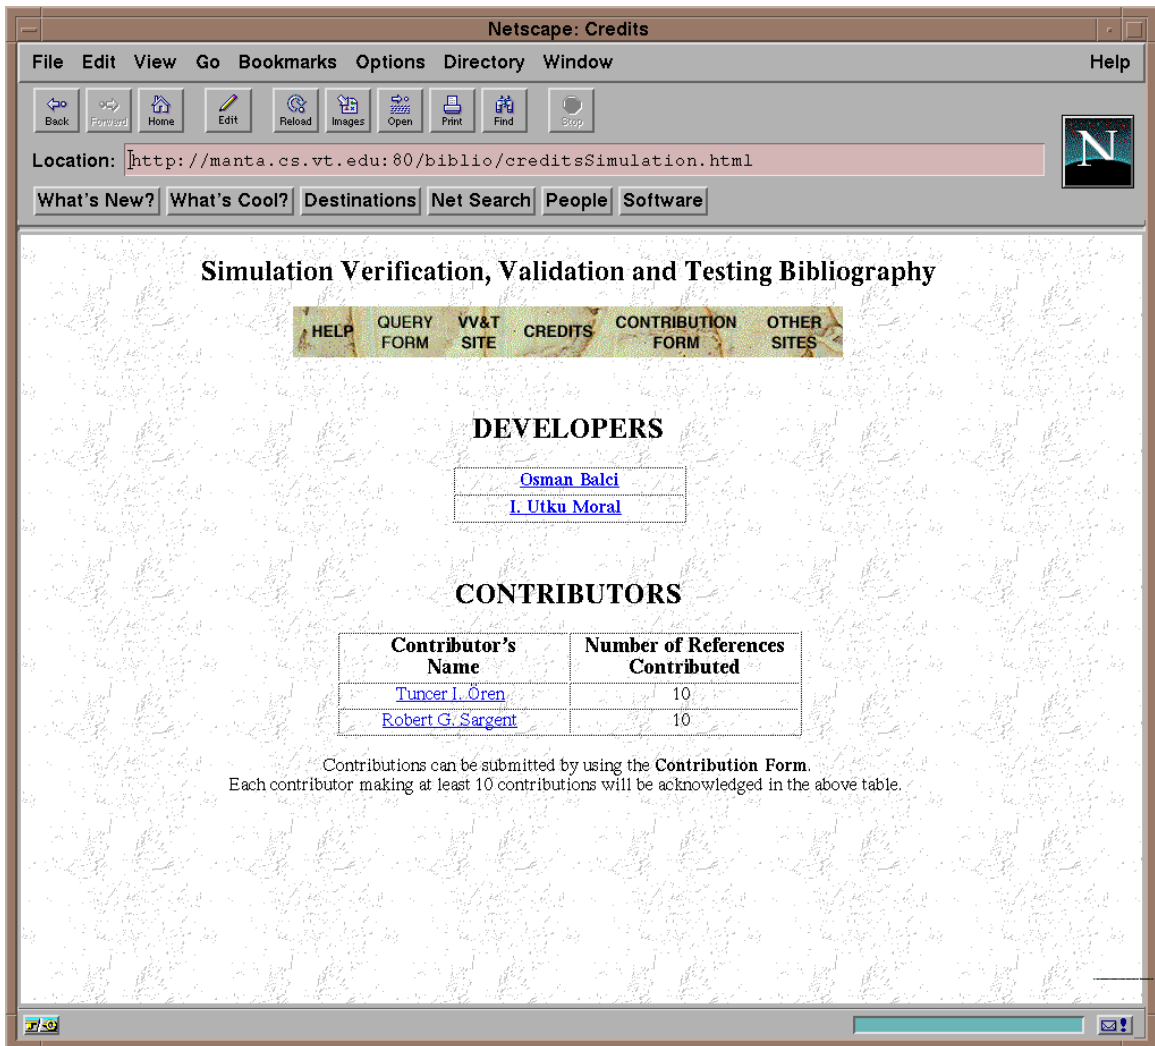 Netscape: Credits
File Edit View Go Bookmarks Options Directory Window Help
Back Forward Home Edit Reload Images Open Print Find Stop
Location: http://manta.cs.vt.edu:80/biblio/creditsSimulation.html
N
What's New? What's Cool? Destinations Net Search People Software
Simulation Verification, Validation and Testing Bibliography
HELP QUERY FORM VV&T SITE CREDITS CONTRIBUTION FORM OTHER SITES
DEVELOPERS
Osman Balci
I. Utku Moral
CONTRIBUTORS
Contributor's Name Number of References Contributed
Tuncer I. Ören 10
Robert G. Sargent 10
Contributions can be submitted by using the Contribution Form.
Each contributor making at least 10 contributions will be acknowledged in the above table.